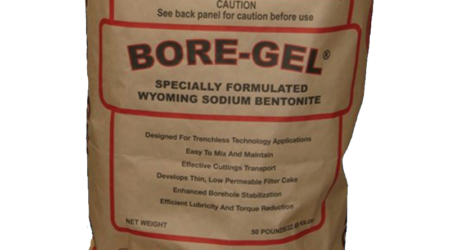 CAUTION
See back panel for caution before use
BORE-GEL®
SPECIALLY FORMULATED
WYOMING SODIUM BENTONITE
Designed For Trenchless Technology Applications
Easy To Mix And Maintain
Effective Cuttings Transport
Develops Thin, Low Permeable Filter Cake
Enhanced Borehole Stabilization
Efficient Lubricity And Torque Reduction
NET WEIGHT
50 POUNDS